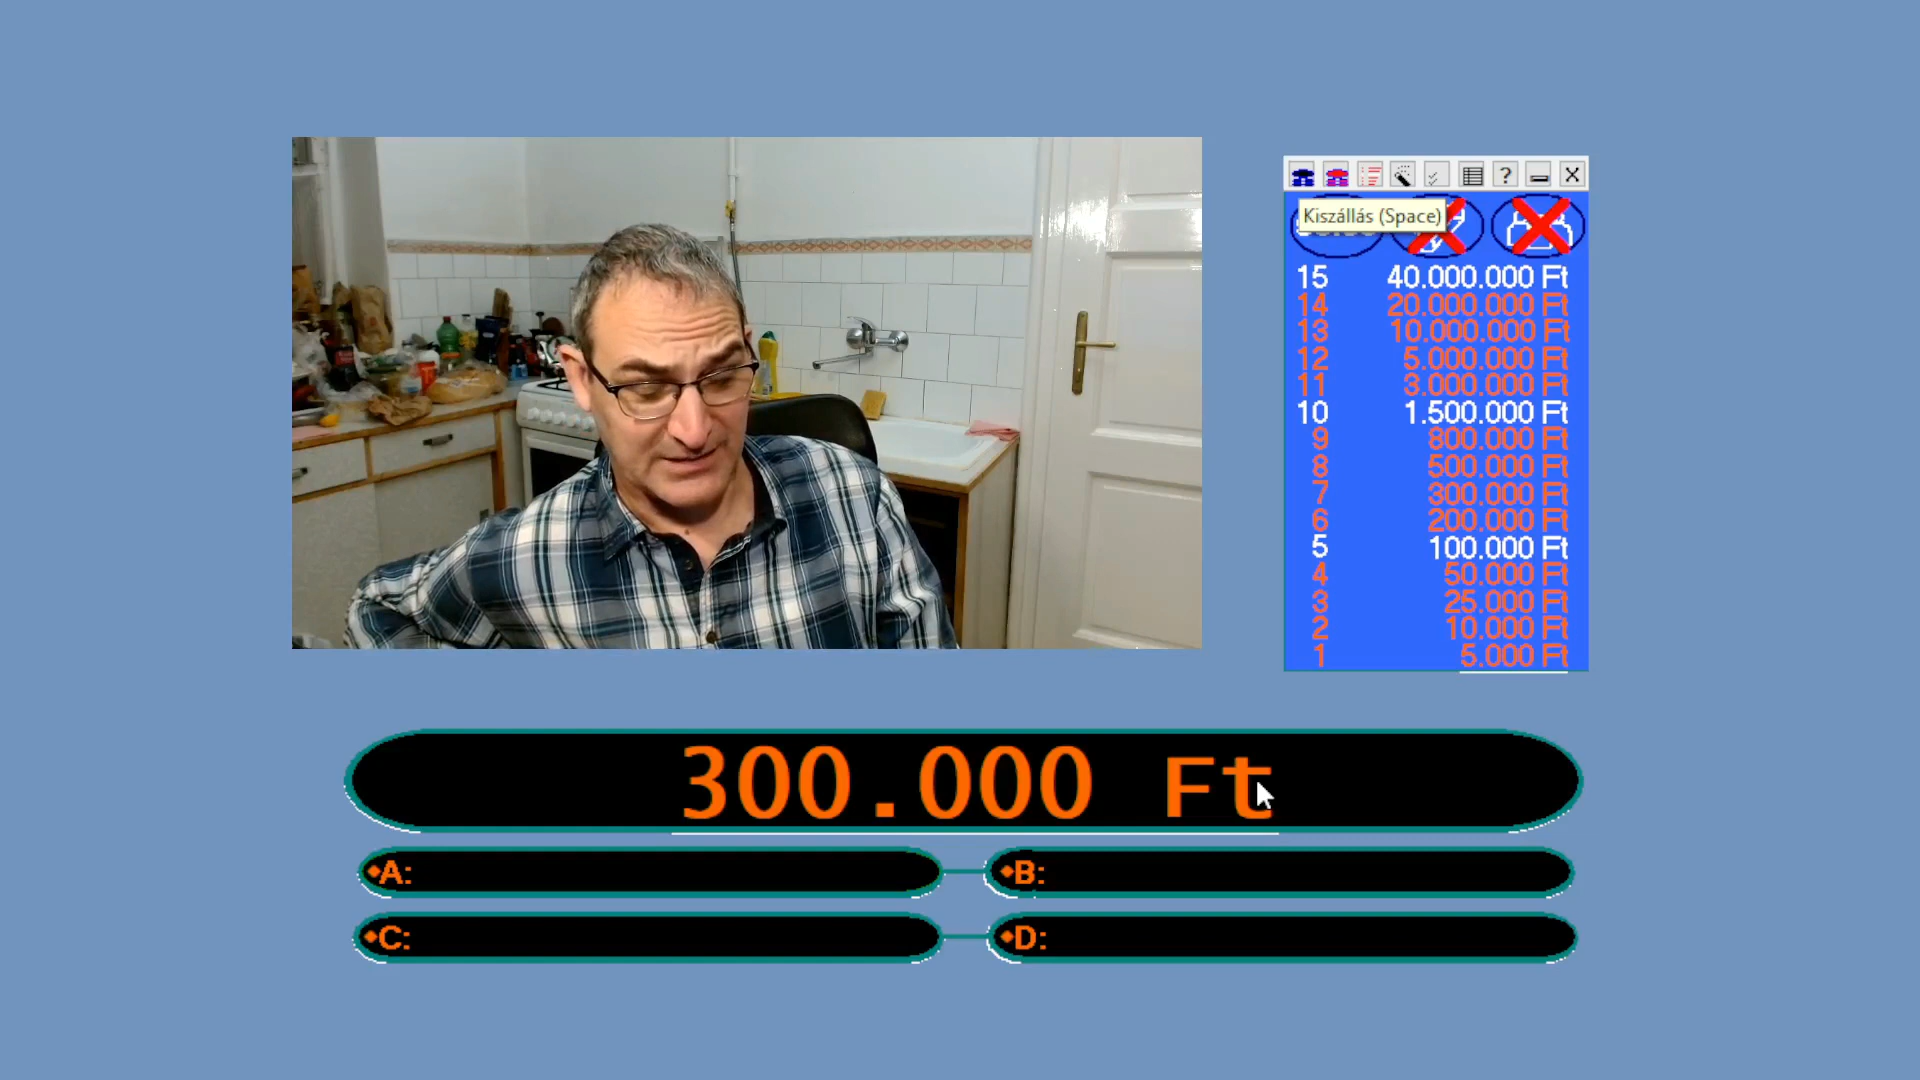 ?
X
Kiszállás (Space)
15 40.000.000 Ft
14 20.000.000 Ft
13 10.000.000 Ft
12 5.000.000 Ft
11 3.000.000 Ft
10 1.500.000 Ft
9 800.000 Ft
8 500.000 Ft
7 300.000 Ft
6 200.000 Ft
5 100.000 Ft
4 50.000 Ft
3 25.000 Ft
2 10.000 Ft
1 5.000 Ft
300.000 Ft
A:
B:
C:
D: